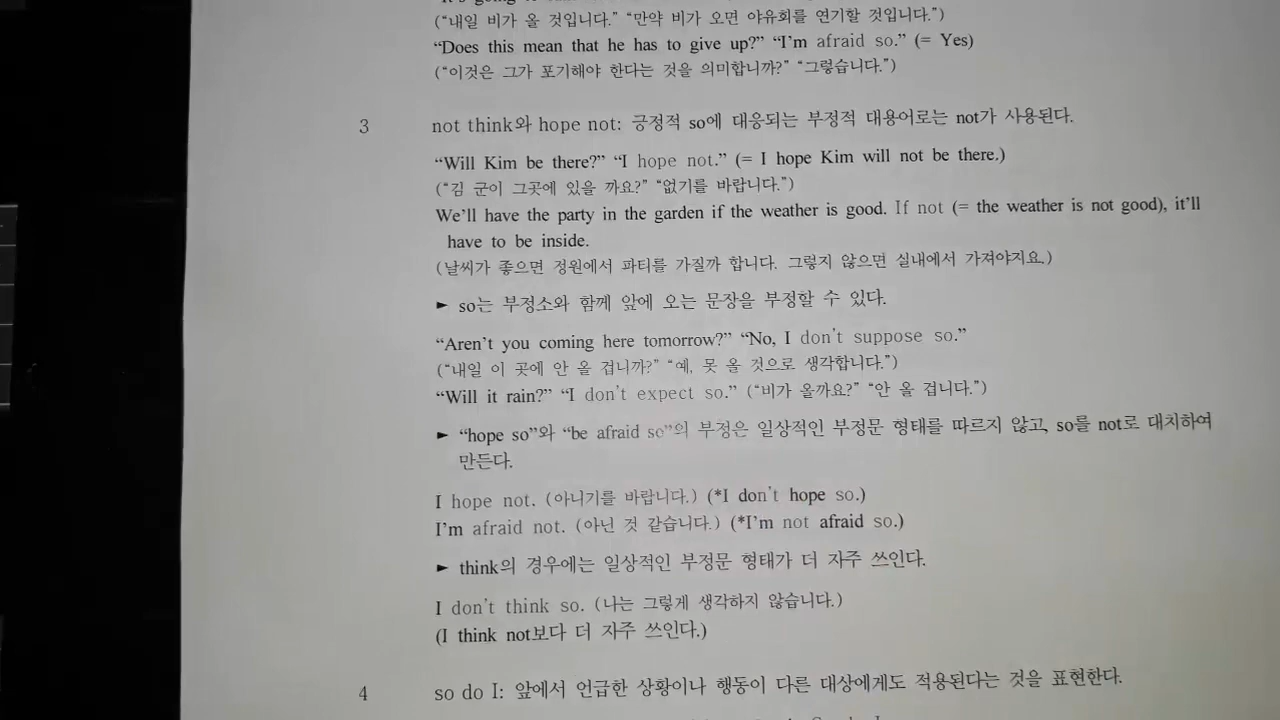 ("내일 비가 올 것입니다." "만약 비가 오면 야유회를 연기할 것입니다.")
"Does this mean that he has to give up?" "I'm afraid so." (= Yes)
("이것은 그가 포기해야 한다는 것을 의미합니까?" "그렇습니다.")
3 not think와 hope not: 긍정적 so에 대응되는 부정적 대용어로는 not가 사용된다.
"Will Kim be there?" "I hope not." (= I hope Kim will not be there.)
("김 군이 그곳에 있을 까요?" "없기를 바랍니다.")
We'll have the party in the garden if the weather is good. If not (= the weather is not good), it'll
have to be inside.
(날씨가 좋으면 정원에서 파티를 가질까 합니다. 그렇지 않으면 실내에서 가져야지요.)
► so는 부정소와 함께 앞에 오는 문장을 부정할 수 있다.
"Aren't you coming here tomorrow?" "No, I don't suppose so."
("내일 이 곳에 안 올 겁니까?" "예, 못 올 것으로 생각합니다.")
"Will it rain?" "I don't expect so." ("비가 올까요?" "안 올 겁니다.")
► "hope so"와 "be afraid so"의 부정은 일상적인 부정문 형태를 따르지 않고, so를 not로 대치하여
만든다.
I hope not. (아니기를 바랍니다.) (*I don't hope so.)
I'm afraid not. (아닌 것 같습니다.) (*I'm not afraid so.)
► think의 경우에는 일상적인 부정문 형태가 더 자주 쓰인다.
I don't think so. (나는 그렇게 생각하지 않습니다.)
(I think not보다 더 자주 쓰인다.)
4 so do I: 앞에서 언급한 상황이나 행동이 다른 대상에게도 적용된다는 것을 표현한다.